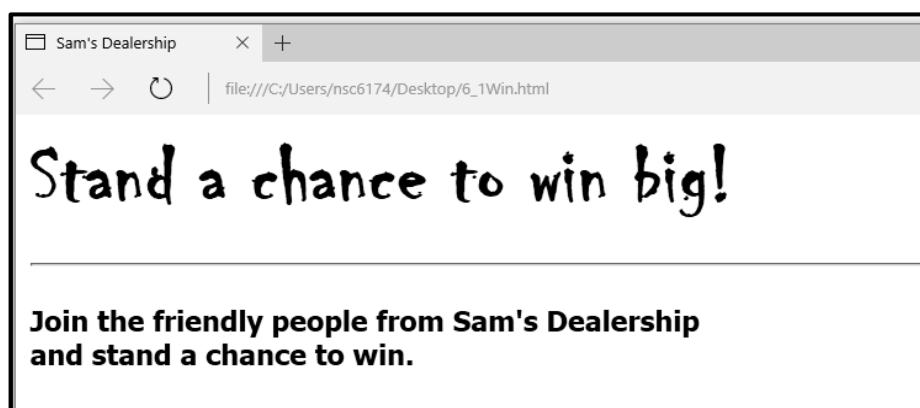 Sam's Dealership
file:///C:/Users/nsc6174/Desktop/6_1Win.html
Stand a chance to win big!
Join the friendly people from Sam's Dealership
and stand a chance to win.